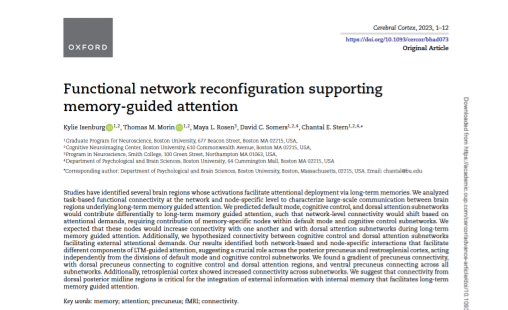 OXFORD
Cerebral Cortex, 2023, 1–12
https://doi.org/10.1093/cercor/bhad073
Original Article
Functional network reconfiguration supporting
memory-guided attention
Kylie Isenburg 1,2, Thomas M. Morin 1,2, Maya L. Rosen3, David C. Somers1,2,4, Chantal E. Stern1,2,4,*
1Graduate Program for Neuroscience, Boston University, 677 Beacon Street, Boston MA 02215, USA,
2Cognitive Neuroimaging Center, Boston University, 610 Commonwealth Avenue, Boston MA 02215, USA,
3Program in Neuroscience, Smith College, 100 Green Street, Northampton MA 01063, USA,
4Department of Psychological and Brain Sciences, Boston University, 64 Cummington Mall, Boston MA 02215, USA
*Corresponding author: Department of Psychological and Brain Sciences, Boston University, Boston, Massachusetts, 02215, USA. Email: chantal@bu.edu
Studies have identified several brain regions whose activations facilitate attentional deployment via long-term memories. We analyzed
task-based functional connectivity at the network and node-specific level to characterize large-scale communication between brain
regions underlying long-term memory guided attention. We predicted default mode, cognitive control, and dorsal attention subnetworks
would contribute differentially to long-term memory guided attention, such that network-level connectivity would shift based on
attentional demands, requiring contribution of memory-specific nodes within default mode and cognitive control subnetworks. We
expected that these nodes would increase connectivity with one another and with dorsal attention subnetworks during long-term
memory guided attention. Additionally, we hypothesized connectivity between cognitive control and dorsal attention subnetworks
facilitating external attentional demands. Our results identified both network-based and node-specific interactions that facilitate
different components of LTM-guided attention, suggesting a crucial role across the posterior precuneus and restrosplenial cortex, acting
independently from the divisions of default mode and cognitive control subnetworks. We found a gradient of precuneus connectivity,
with dorsal precuneus connecting to cognitive control and dorsal attention regions, and ventral precuneus connecting across all
subnetworks. Additionally, retrosplenial cortex showed increased connectivity across subnetworks. We suggest that connectivity from
dorsal posterior midline regions is critical for the integration of external information with internal memory that facilitates long-term
memory guided attention.
Key words: memory; attention; precuneus; fMRI; connectivity.
Downloaded from https://academic.oup.com/cercor/advance-article/doi/10.1093